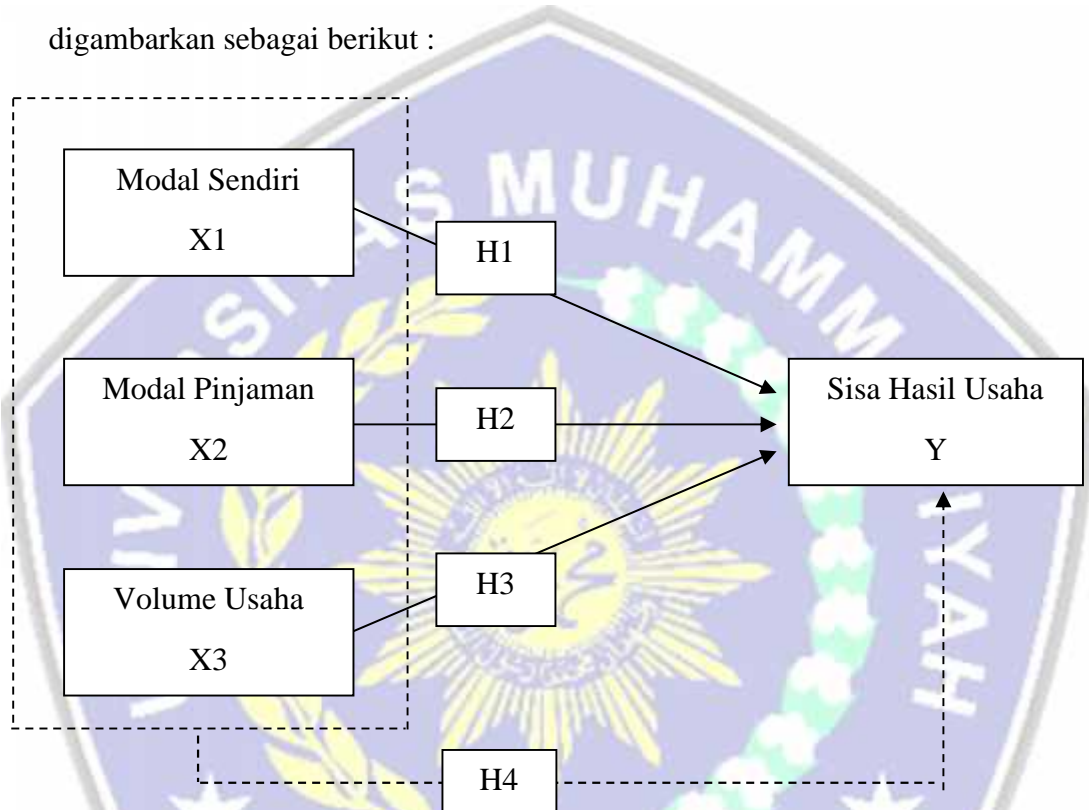 digambarkan sebagai berikut :
Modal Sendiri
X1
H1
Modal Pinjaman
X2
H2
Sisa Hasil Usaha
Y
Volume Usaha
X3
H3
H4
MUHAMM